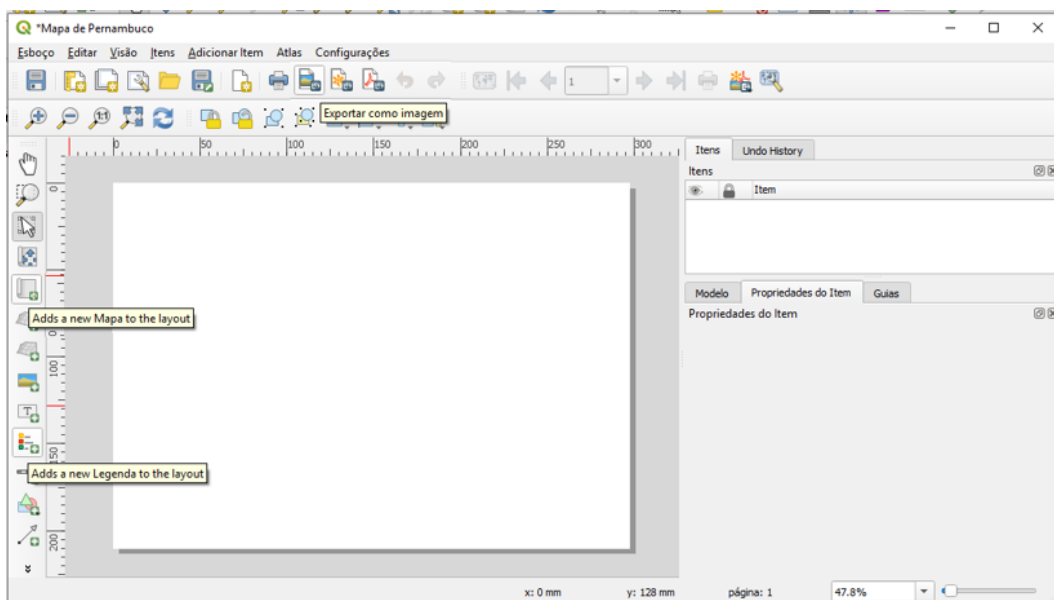 *Mapa de Pernambuco
Esboço Editar Visão Itens Adicionar Item Atlas Configurações
1
Exportar como imagem
0 50 100 150 200 250 300
Itens Undo History
Itens
Item
0
Adds a new Mapa to the layout
100
Modelo Propriedades do Item Guias
Propriedades do Item
Adds a new Legenda to the layout
200
x: 0 mm y: 128 mm página: 1 47.8%